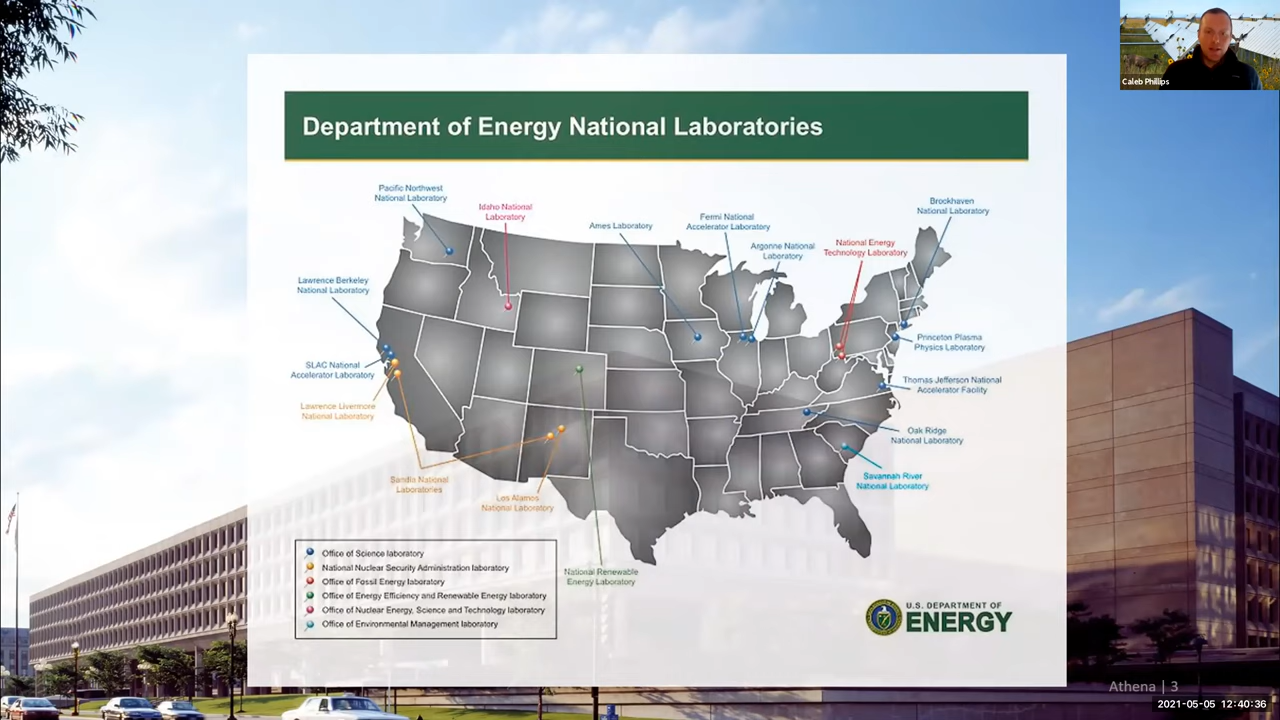 Caleb Phillips
Department of Energy National Laboratories
Pacific Northwest
National Laboratory
Idaho National
Laboratory
Ames Laboratory
Fermi National
Accelerator Laboratory
Argonne National
Laboratory
National Energy
Technology Laboratory
Brookhaven
National Laboratory
Lawrence Berkeley
National Laboratory
SLAC National
Accelerator Laboratory
Lawrence Livermore
National Laboratory
Princeton Plasma
Physics Laboratory
Thomas Jefferson National
Accelerator Facility
Oak Ridge
National Laboratory
Savannah River
National Laboratory
Sandia National
Laboratories
Los Alamos
National Laboratory
National Renewable
Energy Laboratory
Office of Science laboratory
National Nuclear Security Administration laboratory
Office of Fossil Energy laboratory
Office of Energy Efficiency and Renewable Energy laboratory
Office of Nuclear Energy, Science and Technology laboratory
Office of Environmental Management laboratory
U.S. DEPARTMENT OF
ENERGY
Athena | 3
2021-05-05 12:40:36